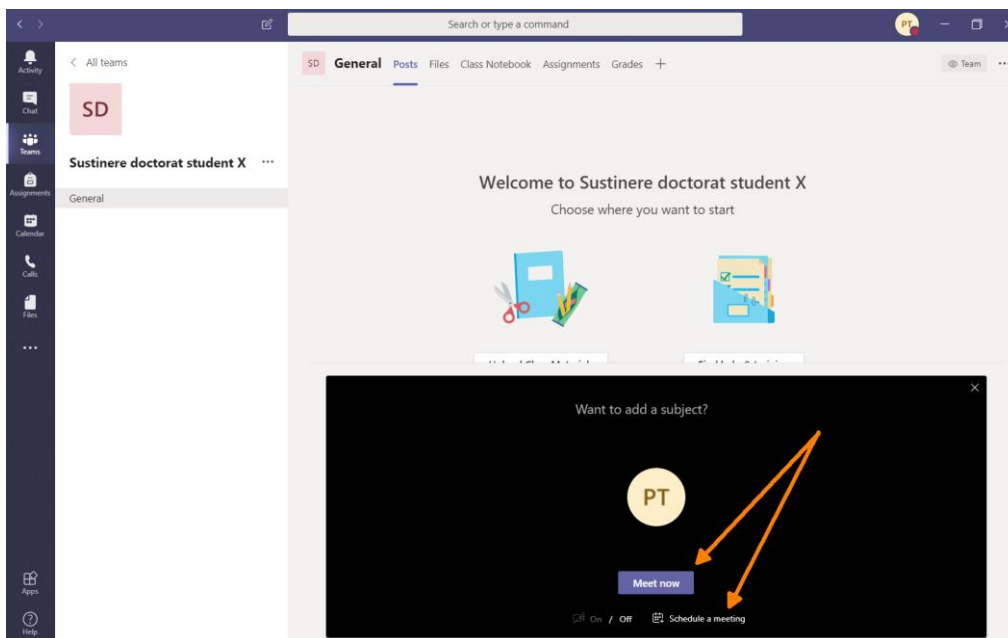 Search or type a command
PT
Activity
Chat
Teams
Assignments
Calendar
Calls
Files
Apps
Help
All teams
SD
Sustinere doctorat student X
General
SD General Posts Files Class Notebook Assignments Grades +
Team
Welcome to Sustinere doctorat student X
Choose where you want to start
Want to add a subject?
PT
Meet now
On / Off Schedule a meeting